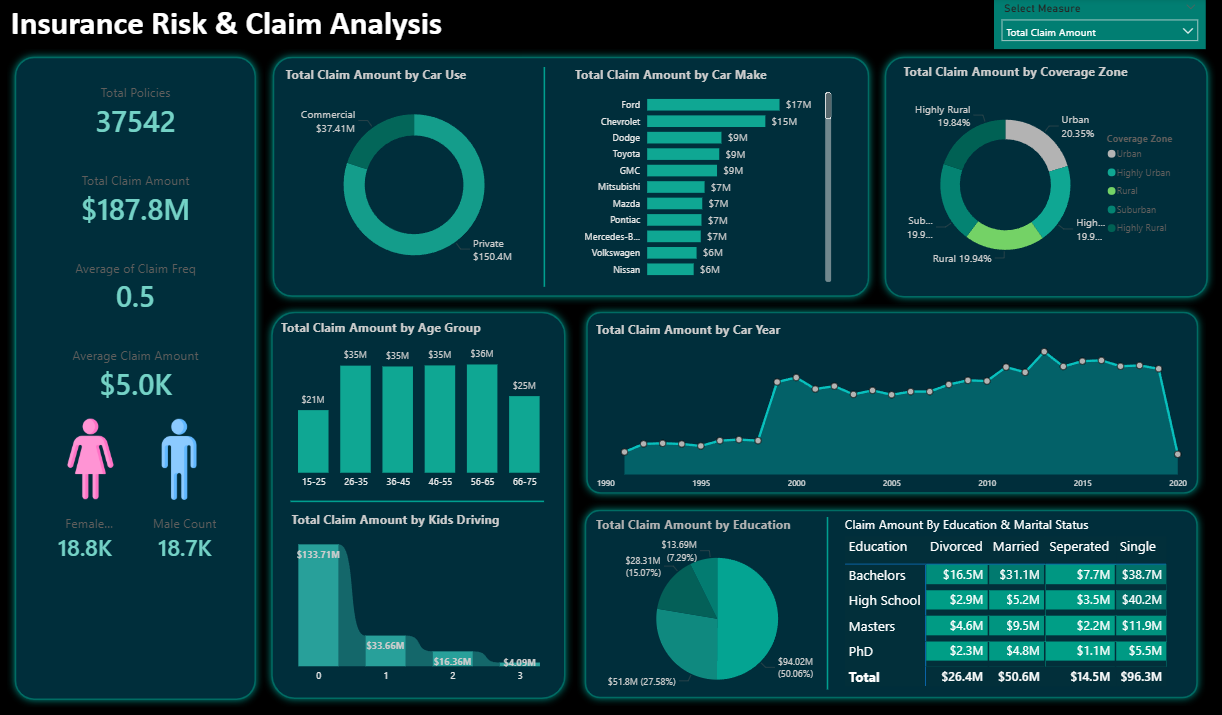 Insurance Risk & Claim Analysis
Select Measure
Total Claim Amount
Total Policies
37542
Total Claim Amount
$187.8M
Average of Claim Freq
0.5
Average Claim Amount
$5.0K
Female...
Male Count
18.8K
18.7K
Total Claim Amount by Car Use
Commercial
$37.41M
Private
$150.4M
Total Claim Amount by Car Make
Ford $17M
Chevrolet $15M
Dodge $9M
Toyota $9M
GMC $9M
Mitsubishi $7M
Mazda $7M
Pontiac $7M
Mercedes-B... $7M
Volkswagen $6M
Nissan $6M
Total Claim Amount by Coverage Zone
Highly Rural
19.84%
Urban
20.35%
Sub...
19.9...
High...
19.9...
Rural 19.94%
Coverage Zone
Urban
Highly Urban
Rural
Suburban
Highly Rural
Total Claim Amount by Age Group
$21M $35M $35M $35M $36M $25M
15-25 26-35 36-45 46-55 56-65 66-75
Total Claim Amount by Kids Driving
$133.71M $33.66M $16.36M $4.09M
0 1 2 3
Total Claim Amount by Car Year
1990 1995 2000 2005 2010 2015 2020
Total Claim Amount by Education
$13.69M
(7.29%)
$28.31M
(15.07%)
$51.8M (27.58%)
$94.02M
(50.06%)
Claim Amount By Education & Marital Status
Education Divorced Married Seperated Single
Bachelors $16.5M $31.1M $7.7M $38.7M
High School $2.9M $5.2M $3.5M $40.2M
Masters $4.6M $9.5M $2.2M $11.9M
PhD $2.3M $4.8M $1.1M $5.5M
Total $26.4M $50.6M $14.5M $96.3M